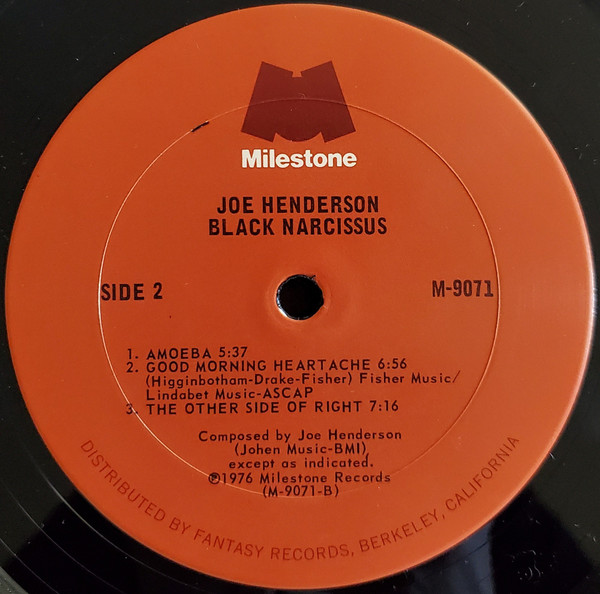 Milestone
JOE HENDERSON
BLACK NARCISSUS
SIDE 2
M-9071
1. AMOEBA 5:37
2. GOOD MORNING HEARTACHE 6:56
(Higginbotham-Drake-Fisher) Fisher Music/
Lindabet Music-ASCAP
3. THE OTHER SIDE OF RIGHT 7:16
Composed by Joe Henderson
(Johen Music-BMI),
except as indicated.
℗1976 Milestone Records
(M-9071-B)
DISTRIBUTED BY FANTASY RECORDS, BERKELEY, CALIFORNIA